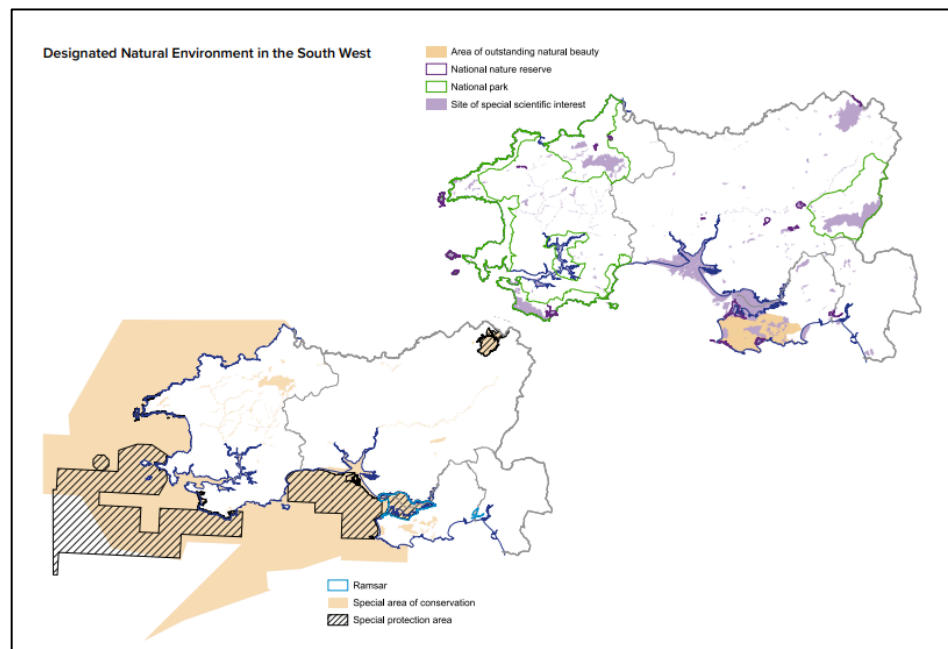 Designated Natural Environment in the South West
Area of outstanding natural beauty
National nature reserve
National park
Site of special scientific interest
Ramsar
Special area of conservation
Special protection area